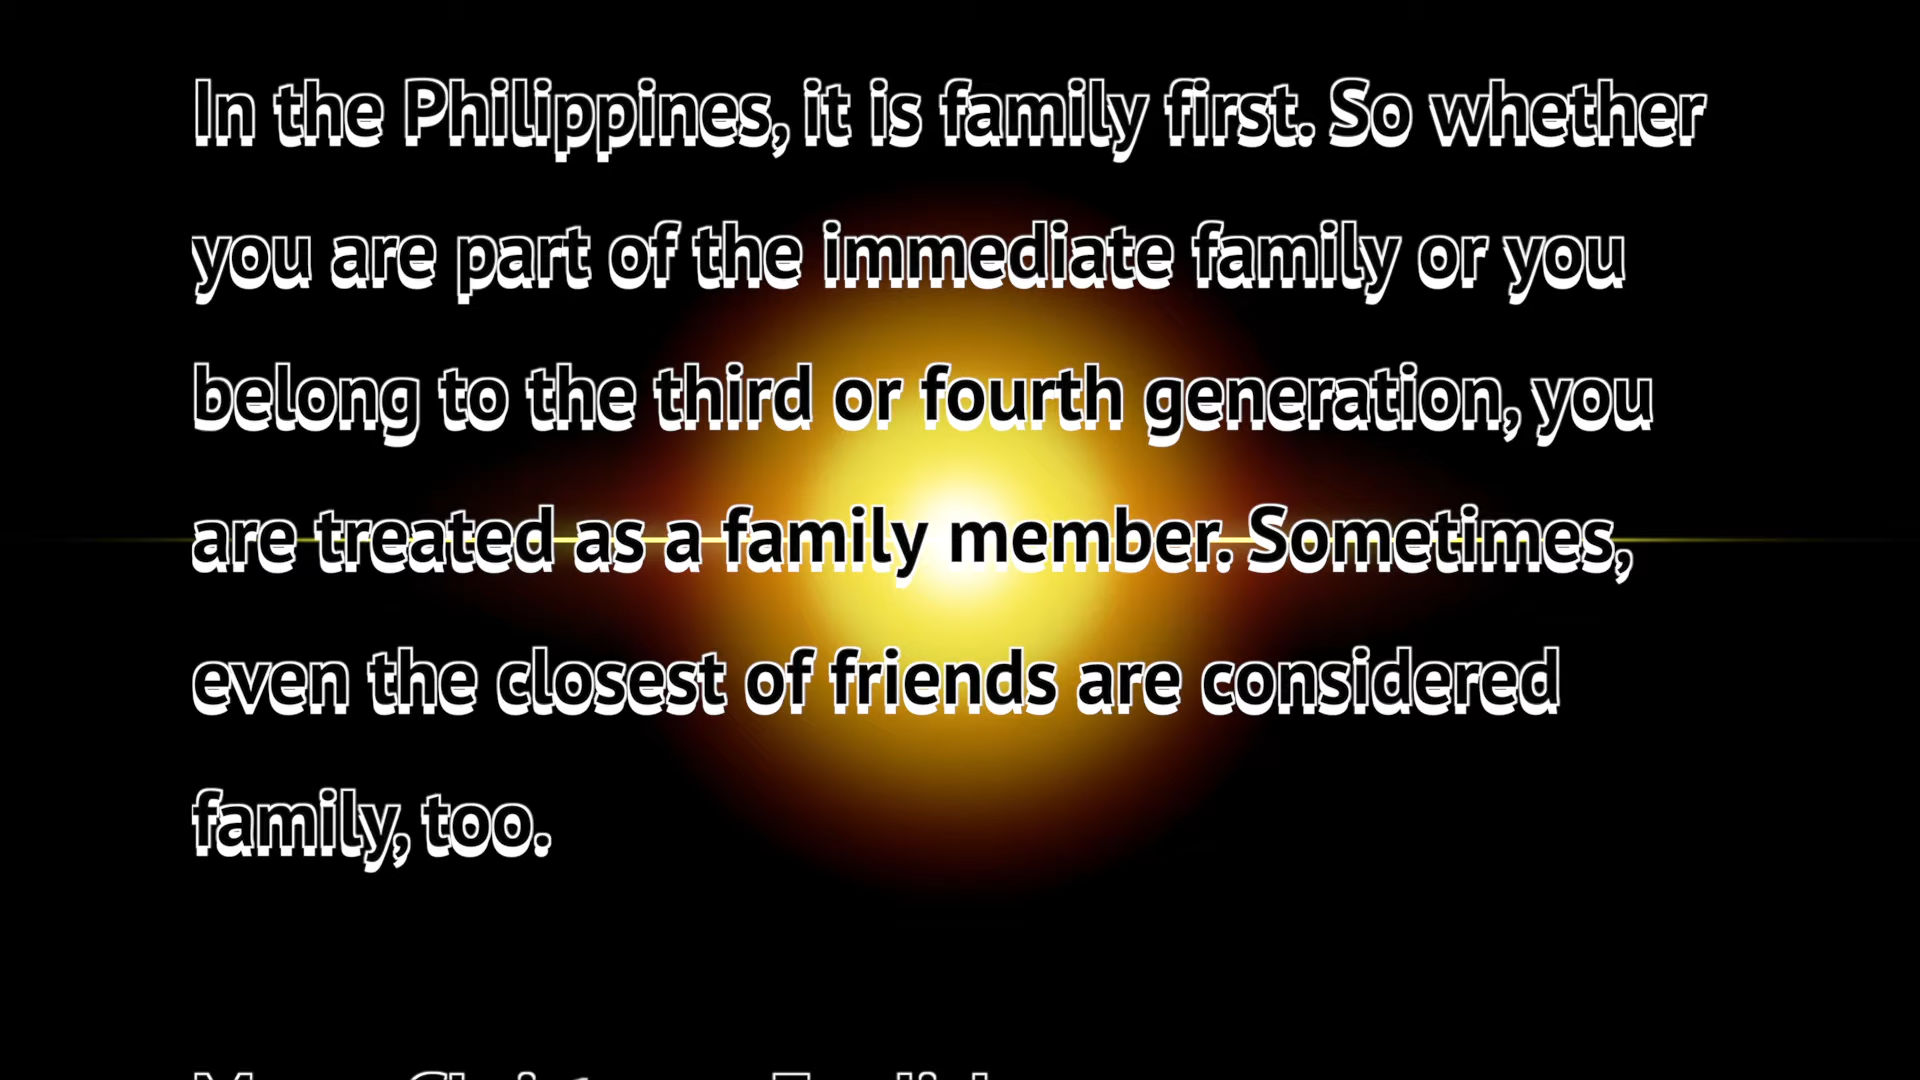 In the Philippines, it is family first. So whether
you are part of the immediate family or you
belong to the third or fourth generation, you
are treated as a family member. Sometimes,
even the closest of friends are considered
family, too.